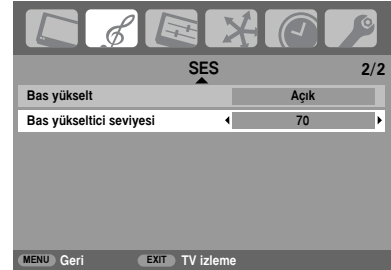 SES 2/2
Bas yükselt Açık
Bas yükseltici seviyesi 70
MENU Geri EXIT TV izleme